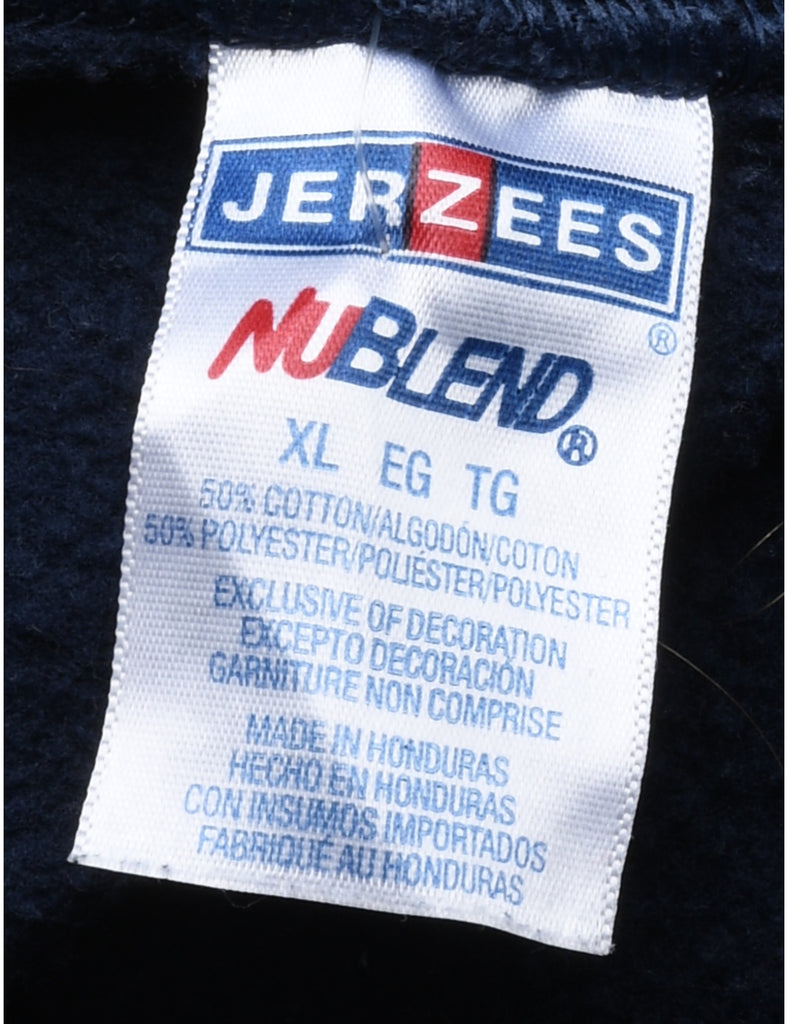 JERZEES
®
NUBLEND®
XL EG TG
50% COTTON/ALGODÓN/COTON
50% POLYESTER/POLIÉSTER/POLYESTER
EXCLUSIVE OF DECORATION
EXCEPTO DECORACIÓN
GARNITURE NON COMPRISE
MADE IN HONDURAS
HECHO EN HONDURAS
CON INSUMOS IMPORTADOS
FABRIQUÉ AU HONDURAS